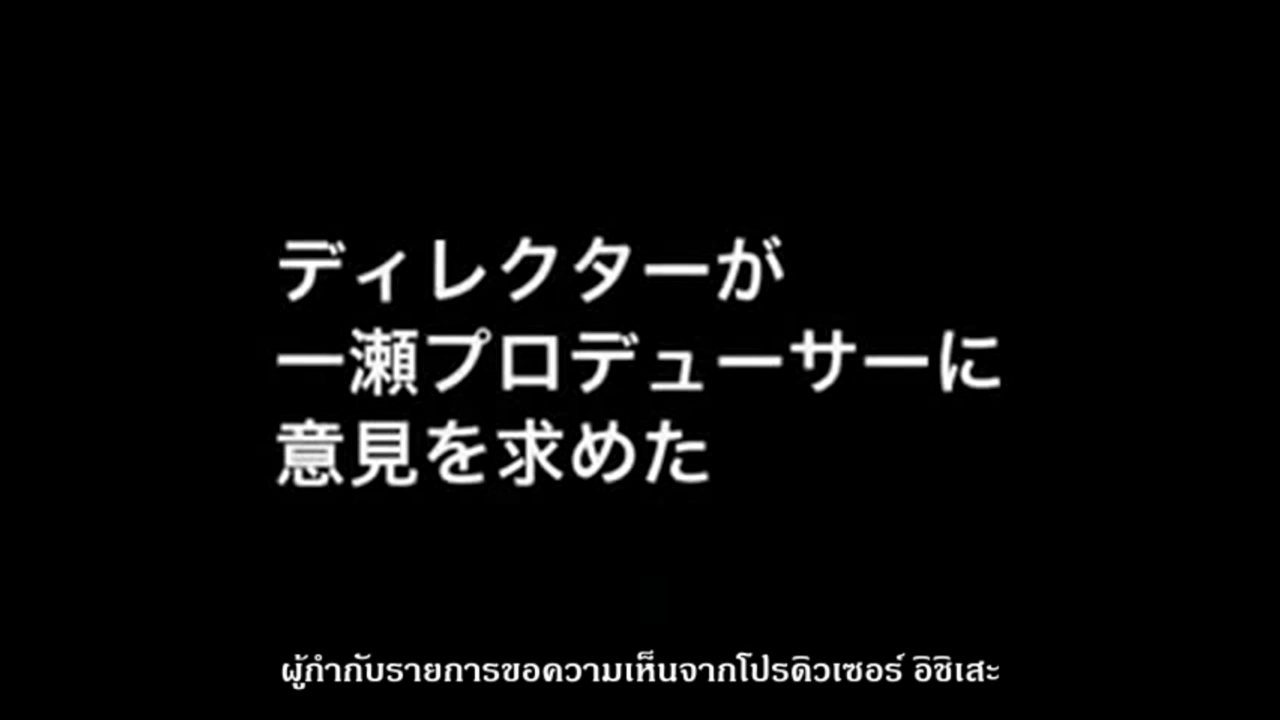 ディレクターが
一瀬プロデューサーに
意見を求めた
ผู้กำกับรายการขอความเห็นจากโปรดิวเซอร์ อิชิเสะ